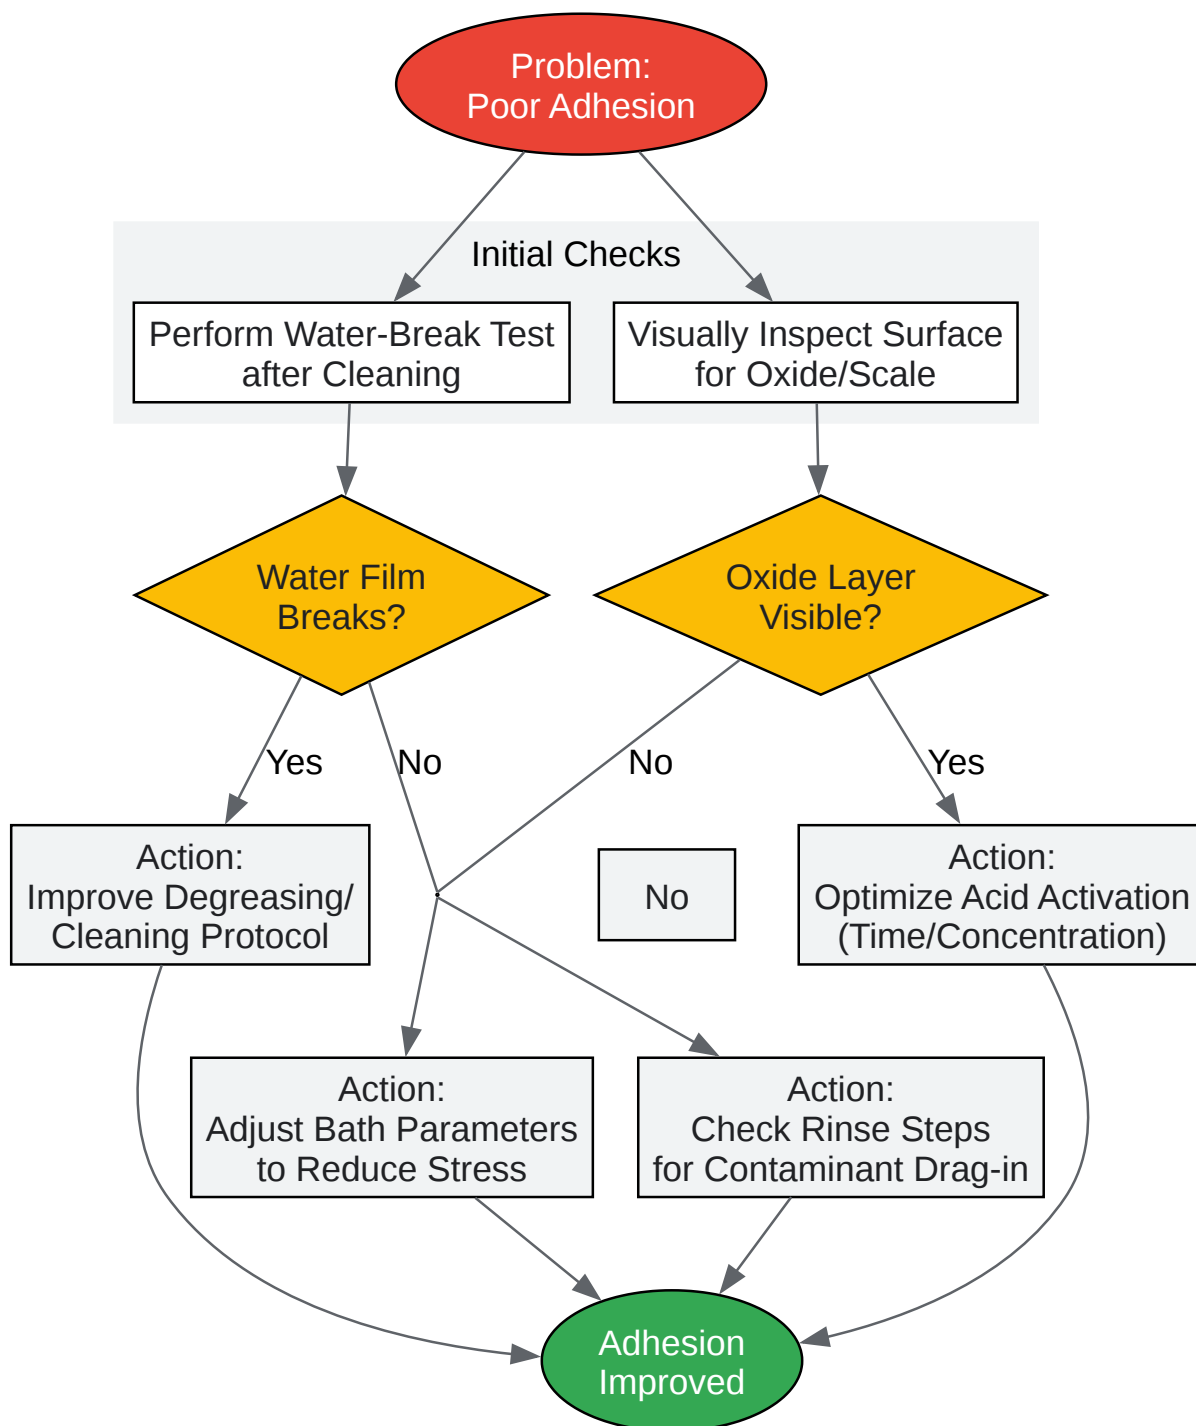 Problem:
Poor Adhesion
Initial Checks
Perform Water-Break Test
after Cleaning
Visually Inspect Surface
for Oxide/Scale
Water Film
Breaks?
Oxide Layer
Visible?
Yes
No
No
Yes
Action:
Improve Degreasing/
Cleaning Protocol
No
Action:
Optimize Acid Activation
(Time/Concentration)
Action:
Adjust Bath Parameters
to Reduce Stress
Action:
Check Rinse Steps
for Contaminant Drag-in
Adhesion
Improved